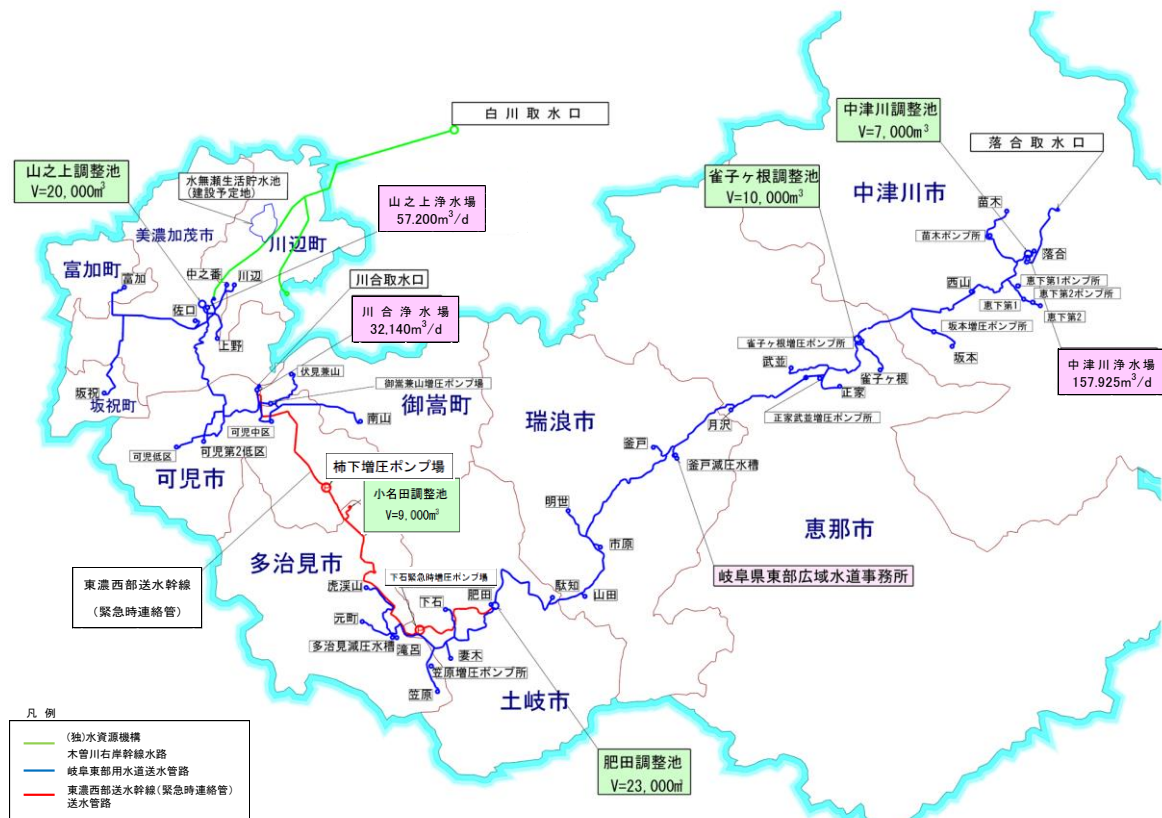 白川取水口
中津川調整池
V=7,000m³
落合取水口
山之上調整池
V=20,000m³
水無瀬生活貯水池
(建設予定地)
山之上浄水場
57.200m³/d
雀子ヶ根調整池
V=10,000m³
中津川市
苗木
苗木ポンプ所
落合
美濃加茂市
川辺町
富加町
富加
中之番
川辺
川合取水口
佐口
上野
川合浄水場
32,140m³/d
西山
恵下第1ポンプ所
恵下第2ポンプ所
恵下第1
恵下第2
坂本増圧ポンプ所
坂本
雀子ヶ根増圧ポンプ所
武並
雀子ヶ根
正家
中津川浄水場
157.925m³/d
伏見兼山
御嵩兼山増圧ポンプ場
坂祝
坂祝町
御嵩町
南山
可児中区
可児低区
可児第2低区
可児市
瑞浪市
月沢
正家武並増圧ポンプ所
釜戸
釜戸減圧水槽
柿下増圧ポンプ場
小名田調整池
V=9,000m³
明世
市原
恵那市
多治見市
東濃西部送水幹線
(緊急時連絡管)
下石緊急時増圧ポンプ場
岐阜県東部広域水道事務所
虎渓山
下石
肥田
駄知
山田
元町
多治見減圧水槽
滝呂
妻木
笠原増圧ポンプ所
笠原
土岐市
肥田調整池
V=23,000㎥
凡例
(独)水資源機構
木曽川右岸幹線水路
岐阜東部用水道送水管路
東濃西部送水幹線(緊急時連絡管)
送水管路